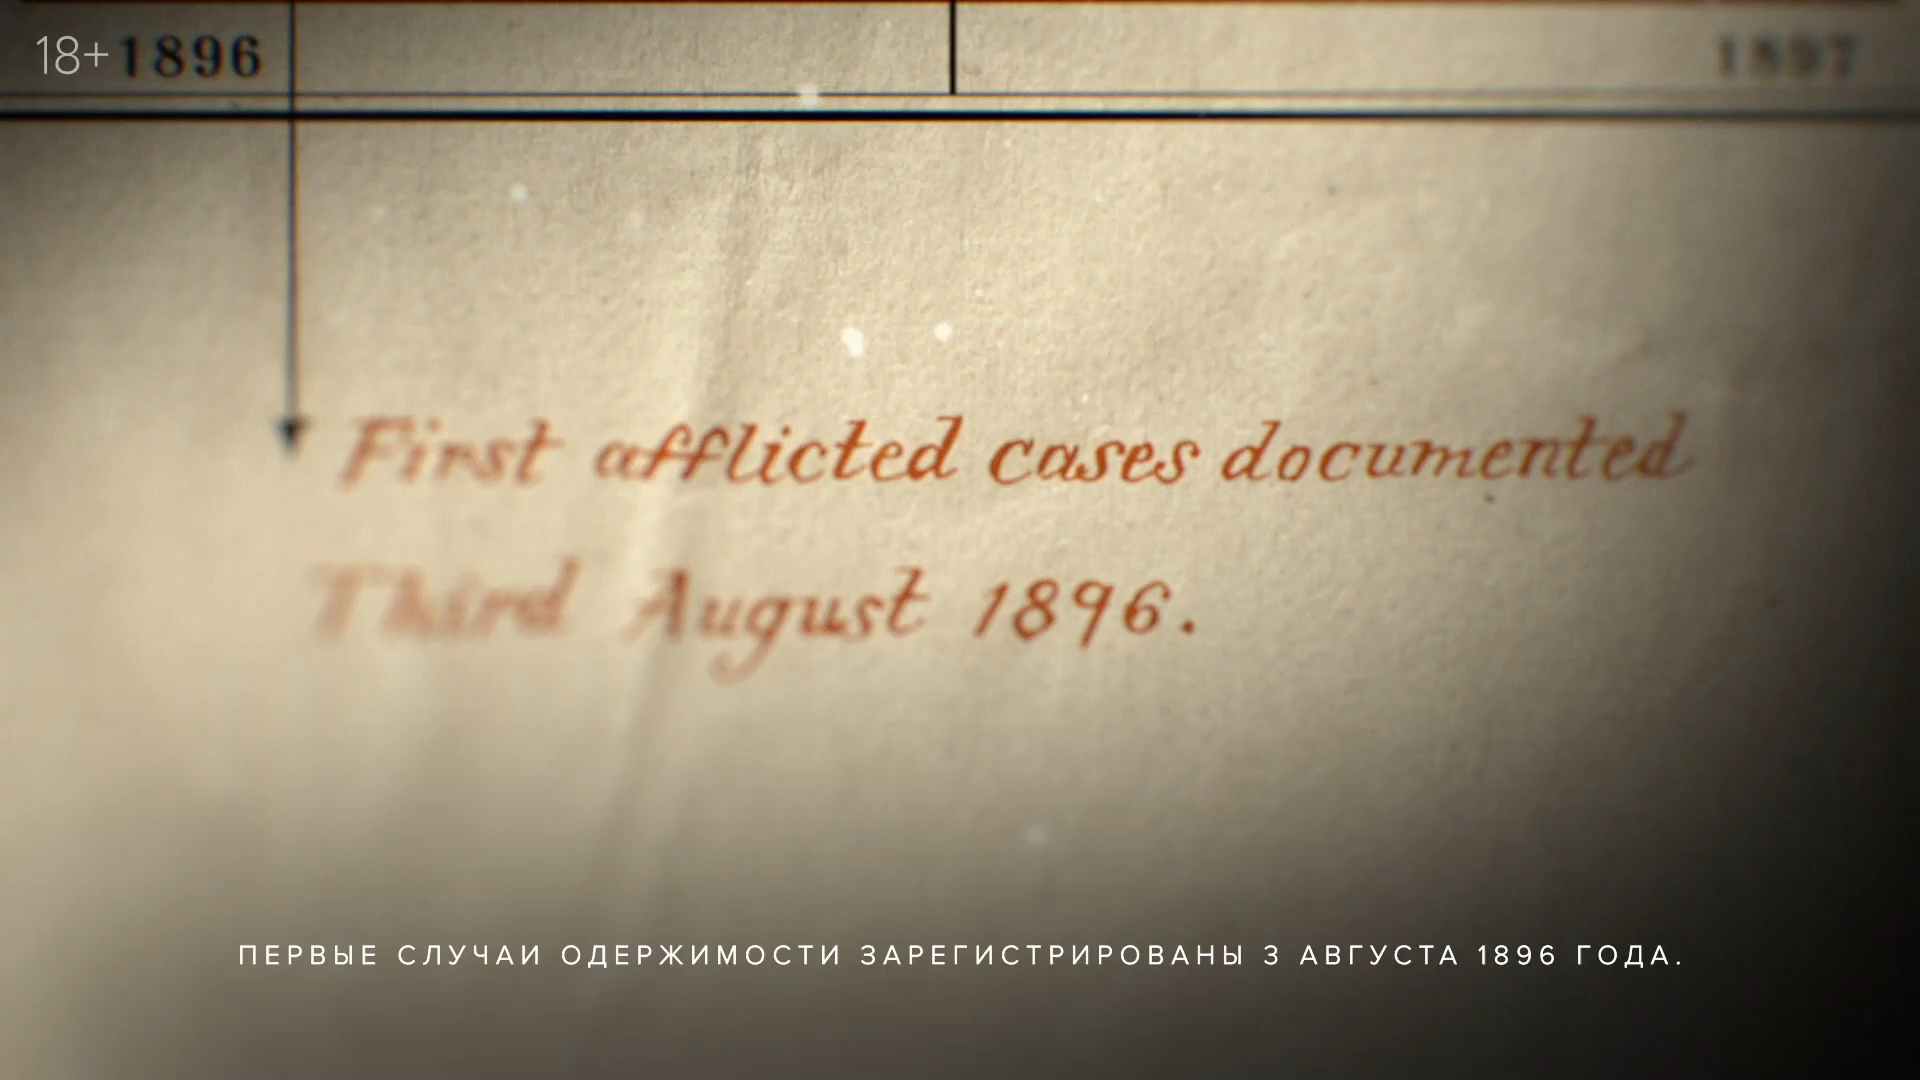 18+
1896
1897
First afflicted cases documented
Third August 1896.
ПЕРВЫЕ СЛУЧАИ ОДЕРЖИМОСТИ ЗАРЕГИСТРИРОВАНЫ 3 АВГУСТА 1896 ГОДА.